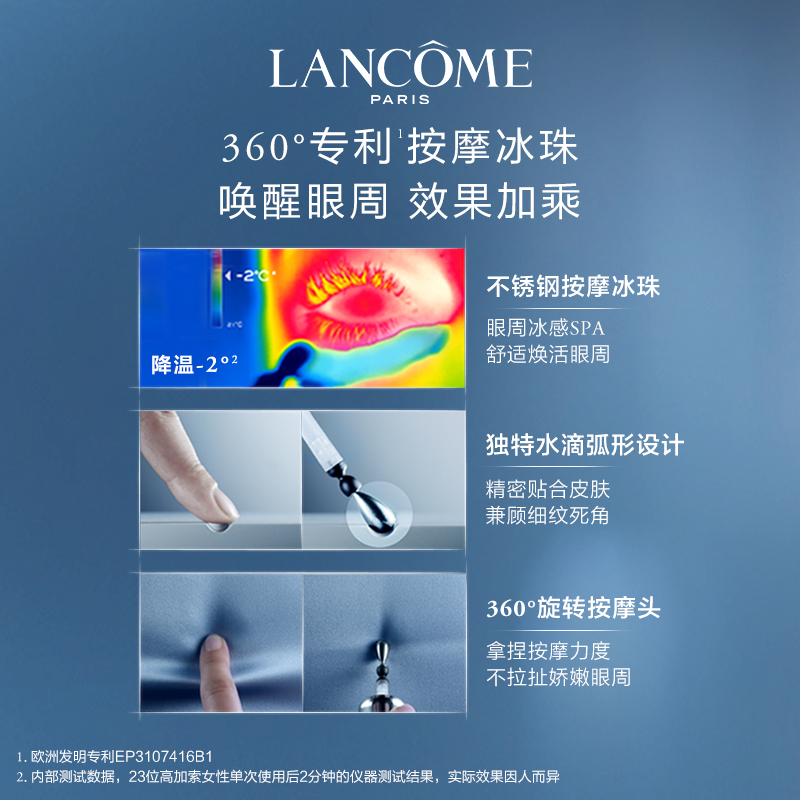 LANCÔME
PARIS
360°专利¹按摩冰珠
唤醒眼周 效果加乘
-2℃*
降温-2°²
不锈钢按摩冰珠
眼周冰感SPA
舒适焕活眼周
独特水滴弧形设计
精密贴合皮肤
兼顾细纹死角
360°旋转按摩头
拿捏按摩力度
不拉扯娇嫩眼周
1. 欧洲发明专利EP3107416B1
2. 内部测试数据，23位高加索女性单次使用后2分钟的仪器测试结果，实际效果因人而异